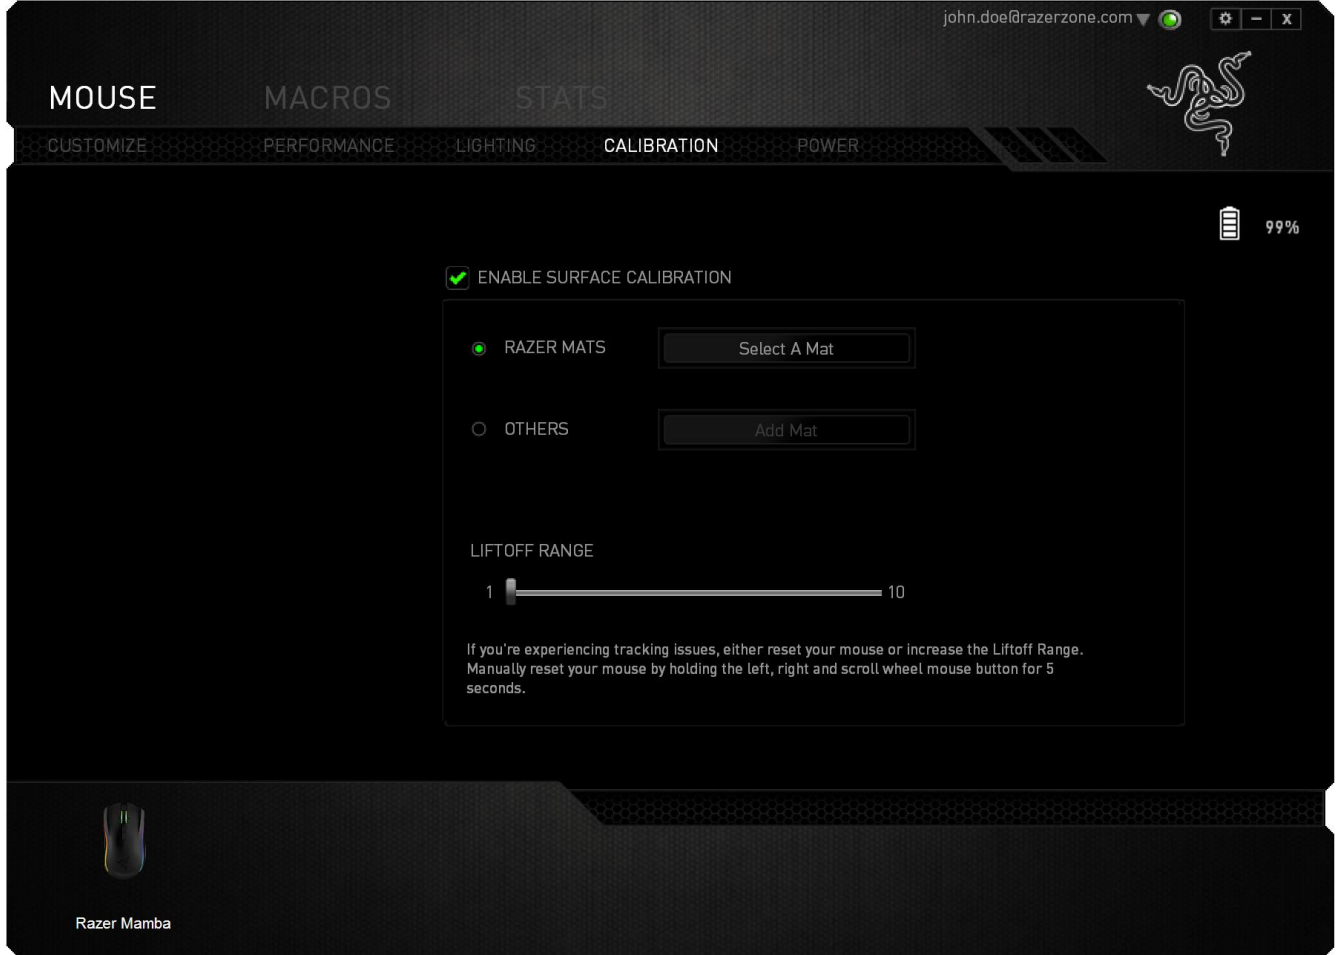 john.doe@razerzone.com
X
MOUSE MACROS STATS
CUSTOMIZE PERFORMANCE LIGHTING CALIBRATION POWER
99%
ENABLE SURFACE CALIBRATION
RAZER MATS Select A Mat
OTHERS Add Mat
LIFTOFF RANGE
1 10
If you're experiencing tracking issues, either reset your mouse or increase the Liftoff Range.
Manually reset your mouse by holding the left, right and scroll wheel mouse button for 5
seconds.
Razer Mamba